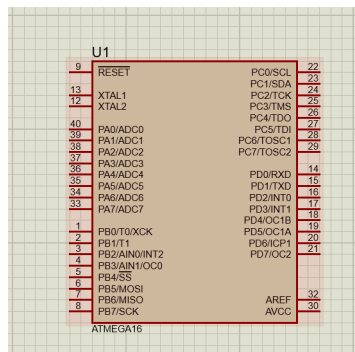 U1
9 RESET PC0/SCL 22
PC1/SDA 23
13 XTAL1 PC2/TCK 24
12 XTAL2 PC3/TMS 25
PC4/TDO 26
40 PA0/ADC0 PC5/TDI 27
39 PA1/ADC1 PC6/TOSC1 28
38 PA2/ADC2 PC7/TOSC2 29
37 PA3/ADC3
36 PA4/ADC4 PD0/RXD 14
35 PA5/ADC5 PD1/TXD 15
34 PA6/ADC6 PD2/INT0 16
33 PA7/ADC7 PD3/INT1 17
PD4/OC1B 18
1 PB0/T0/XCK PD5/OC1A 19
2 PB1/T1 PD6/ICP1 20
3 PB2/AIN0/INT2 PD7/OC2 21
4 PB3/AIN1/OC0
5 PB4/SS
6 PB5/MOSI
7 PB6/MISO AREF 32
8 PB7/SCK AVCC 30
ATMEGA16